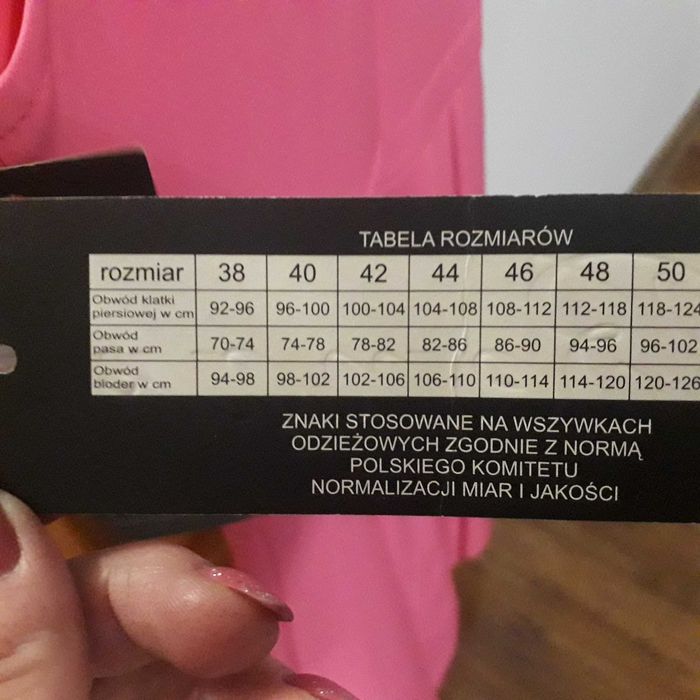 TABELA ROZMIARÓW
rozmiar 38 40 42 44 46 48 50
Obwód klatki
piersiowej w cm 92-96 96-100 100-104 104-108 108-112 112-118 118-124
Obwód
pasa w cm 70-74 74-78 78-82 82-86 86-90 94-96 96-102
Obwód
bioder w cm 94-98 98-102 102-106 106-110 110-114 114-120 120-126
ZNAKI STOSOWANE NA WSZYWKACH
ODZIEŻOWYCH ZGODNIE Z NORMĄ
POLSKIEGO KOMITETU
NORMALIZACJI MIAR I JAKOŚCI